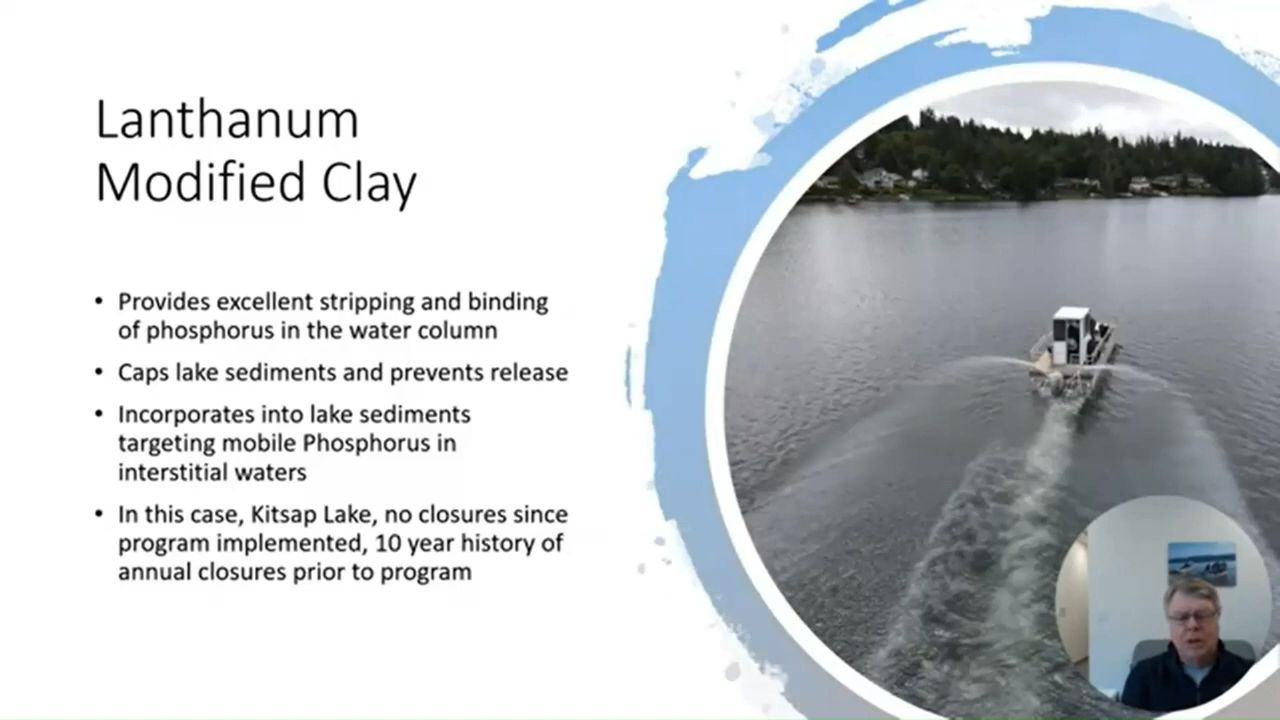 Lanthanum
Modified Clay
• Provides excellent stripping and binding
of phosphorus in the water column
• Caps lake sediments and prevents release
• Incorporates into lake sediments
targeting mobile Phosphorus in
interstitial waters
• In this case, Kitsap Lake, no closures since
program implemented, 10 year history of
annual closures prior to program